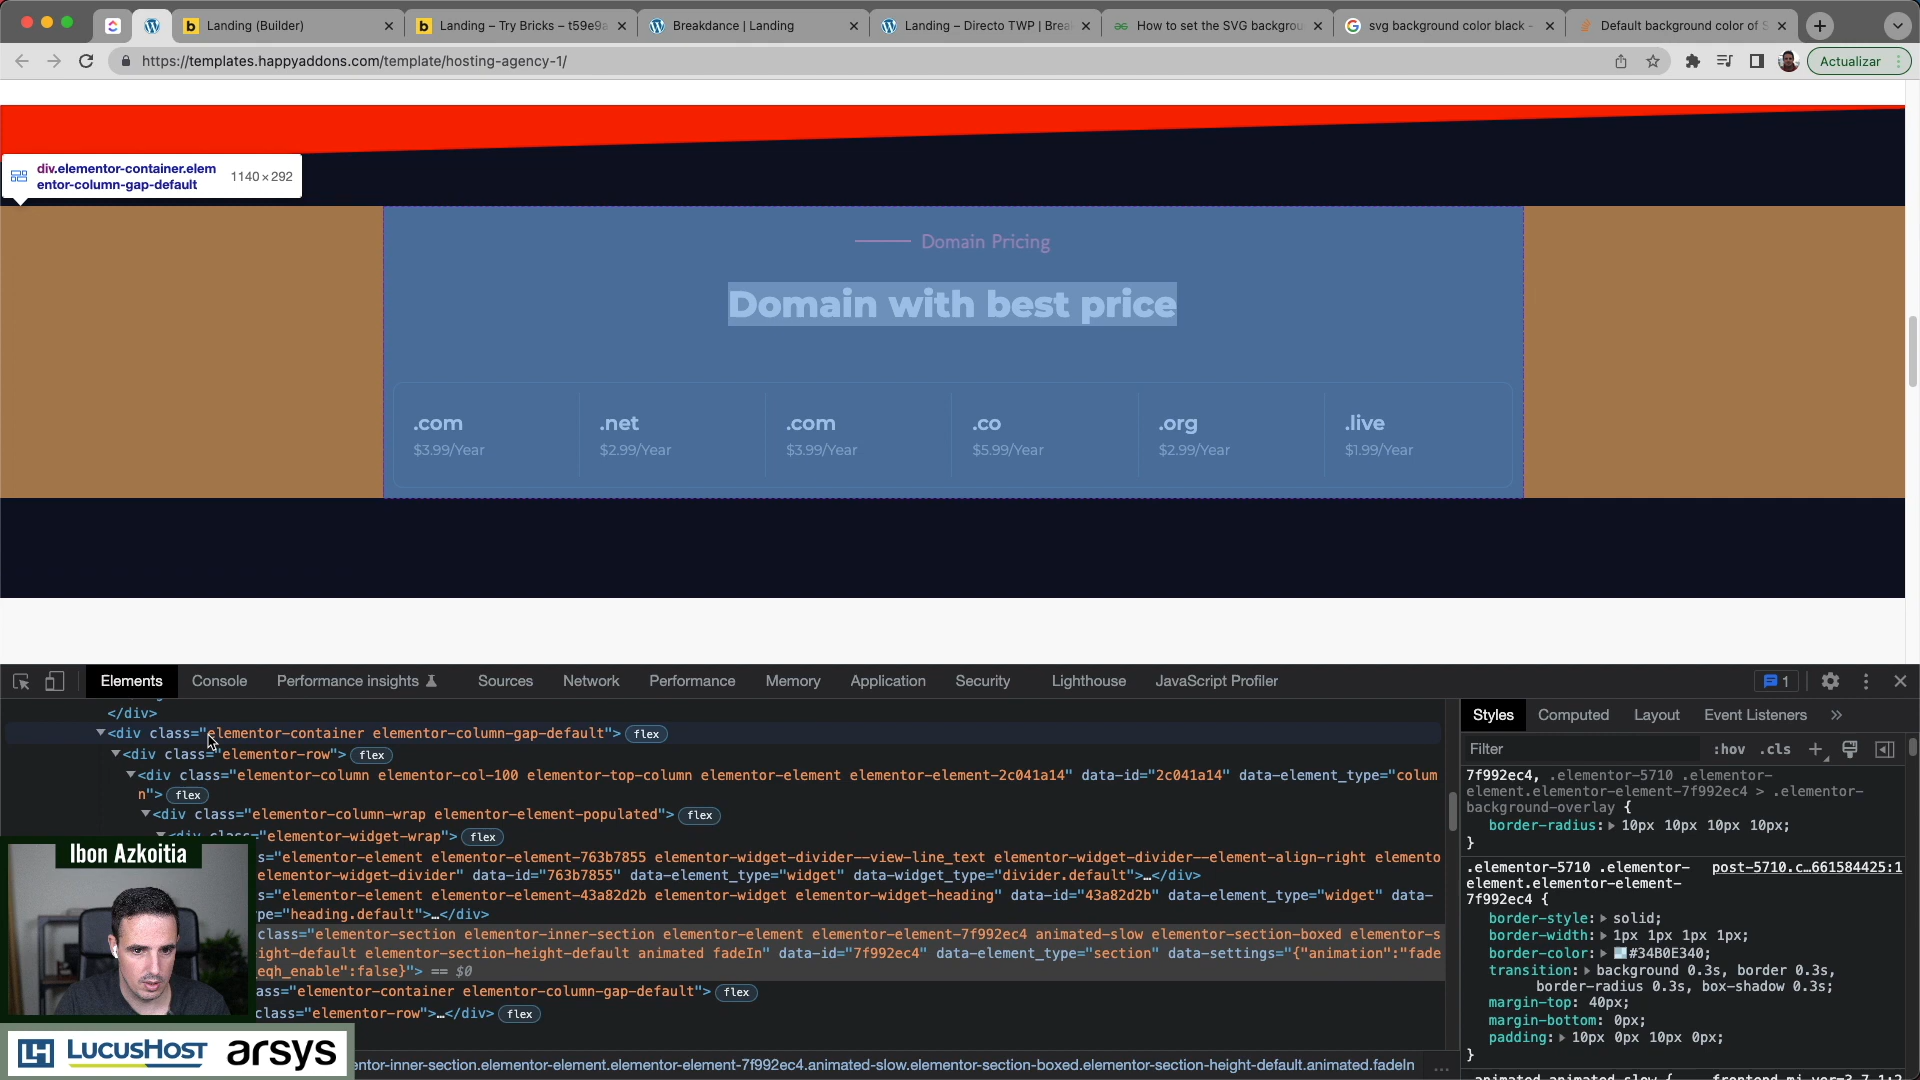 Landing (Builder)
Landing – Try Bricks – t59e9a
Breakdance | Landing
Landing – Directo TWP | Brea
How to set the SVG backgrou
svg background color black -
Default background color of S
https://templates.happyaddons.com/template/hosting-agency-1/
Actualizar
div.elementor-container.elem
entor-column-gap-default
1140×292
Domain Pricing
Domain with best price
.com
$3.99/Year
.net
$2.99/Year
.com
$3.99/Year
.co
$5.99/Year
.org
$2.99/Year
.live
$1.99/Year
Elements
Console
Performance insights
Sources
Network
Performance
Memory
Application
Security
Lighthouse
JavaScript Profiler
1
</div>
<div class="elementor-container elementor-column-gap-default"> flex
<div class="elementor-row"> flex
<div class="elementor-column elementor-col-100 elementor-top-column elementor-element elementor-element-2c041a14" data-id="2c041a14" data-element_type="colum
n"> flex
<div class="elementor-column-wrap elementor-element-populated"> flex
<div class="elementor-widget-wrap"> flex
s="elementor-element elementor-element-763b7855 elementor-widget-divider--view-line_text elementor-widget-divider--element-align-right elemento
elementor-widget-divider" data-id="763b7855" data-element_type="widget" data-widget_type="divider.default">…</div>
s="elementor-element elementor-element-43a82d2b elementor-widget elementor-widget-heading" data-id="43a82d2b" data-element_type="widget" data-
ype="heading.default">…</div>
class="elementor-section elementor-inner-section elementor-element elementor-element-7f992ec4 animated-slow elementor-section-boxed elementor-s
ight-default elementor-section-height-default animated fadeIn" data-id="7f992ec4" data-element_type="section" data-settings="{"animation":"fade
_eqh_enable":false}"> == $0
ass="elementor-container elementor-column-gap-default"> flex
class="elementor-row">…</div> flex
entor-inner-section.elementor-element.elementor-element-7f992ec4.animated-slow.elementor-section-boxed.elementor-section-height-default.animated.fadeIn
...
Styles
Computed
Layout
Event Listeners
Filter
:hov .cls
7f992ec4, .elementor-5710 .elementor-
element.elementor-element-7f992ec4 > .elementor-
background-overlay {
border-radius: 10px 10px 10px 10px;
}
.elementor-5710 .elementor- post-5710.c…661584425:1
element.elementor-element-
7f992ec4 {
border-style: solid;
border-width: 1px 1px 1px 1px;
border-color: #34B0E340;
transition: background 0.3s, border 0.3s,
border-radius 0.3s, box-shadow 0.3s;
margin-top: 40px;
margin-bottom: 0px;
padding: 10px 0px 10px 0px;
}
Ibon Azkoitia
LUCUSHOST
arsys